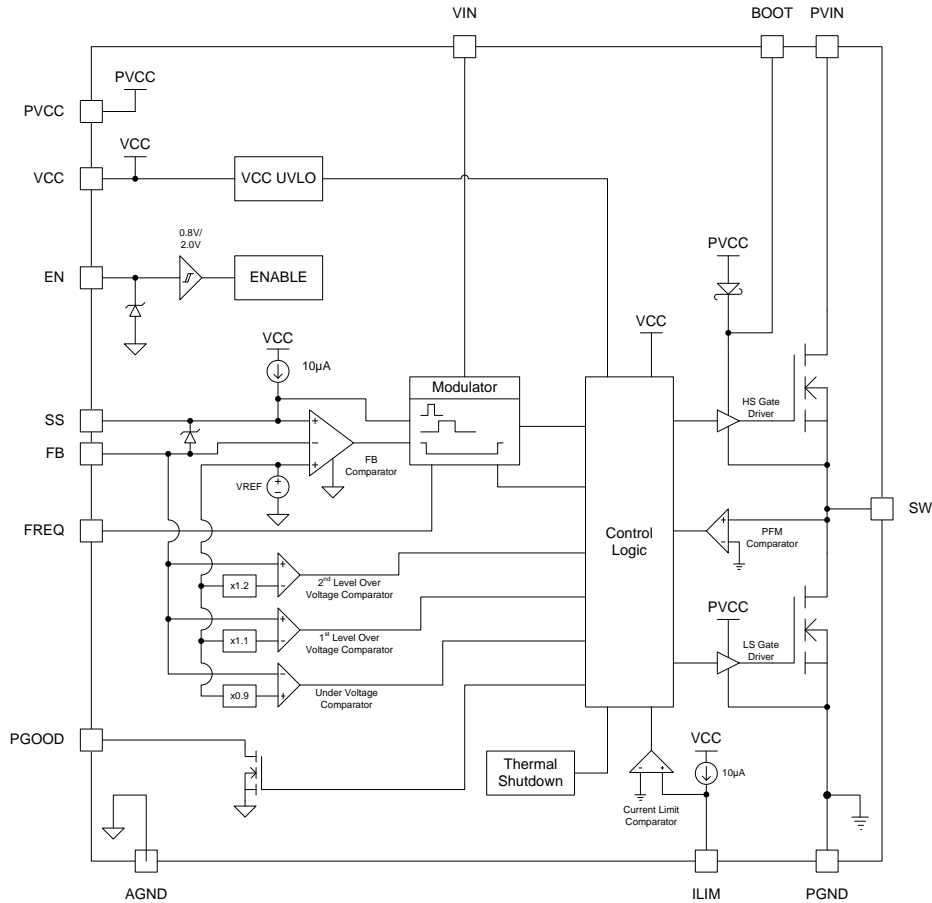 VIN
BOOT
PVIN
PVCC
PVCC
VCC
VCC
VCC UVLO
0.8V/
2.0V
EN
ENABLE
PVCC
VCC
10µA
VCC
Modulator
SS
+
HS Gate
Driver
FB
−
+
FB
Comparator
VREF
+
−
FREQ
SW
Control
Logic
+
−
PFM
Comparator
+
x1.2
−
2nd Level Over
Voltage Comparator
PVCC
+
x1.1
−
1st Level Over
Voltage Comparator
LS Gate
Driver
−
x0.9
+
Under Voltage
Comparator
PGOOD
VCC
Thermal
Shutdown
−
+
10µA
Current Limit
Comparator
AGND
ILIM
PGND